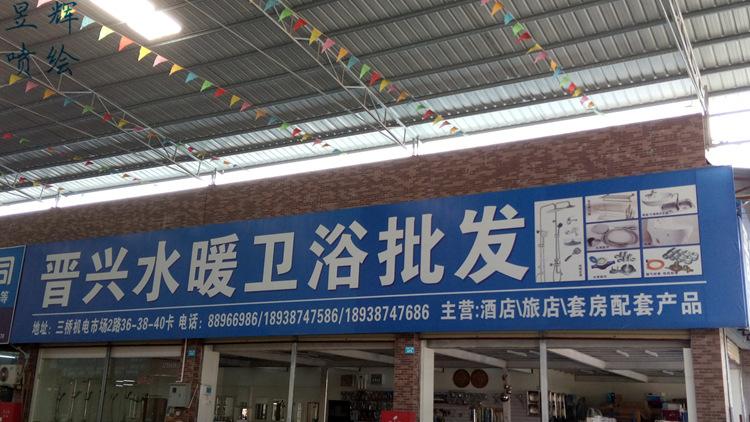 昱辉
喷绘
晋兴水暖卫浴批发
地址:三桥机电市场2路36-38-40卡 电话:88966986/18938747586/18938747686 主营:酒店\旅店\套房配套产品
司
等